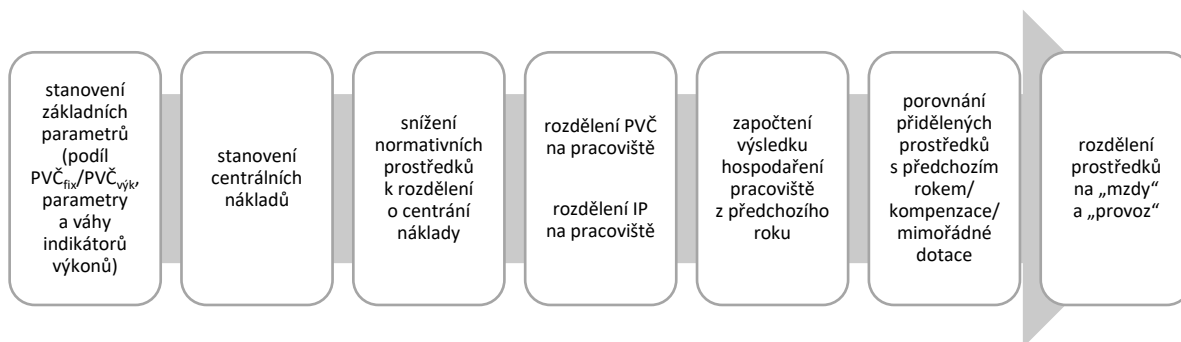 stanovení
základních
parametrů
(podíl
PVČfix/PVČvýk,
parametry
a váhy
indikátorů
výkonů)
stanovení
centrálních
nákladů
snížení
normativních
prostředků
k rozdělení
o centrání
náklady
rozdělení PVČ
na pracoviště
rozdělení IP
na pracoviště
započtení
výsledku
hospodaření
pracoviště
z předchozího
roku
porovnání
přidělených
prostředků
s předchozím
rokem/
kompenzace/
mimořádné
dotace
rozdělení
prostředků
na „mzdy“
a „provoz“